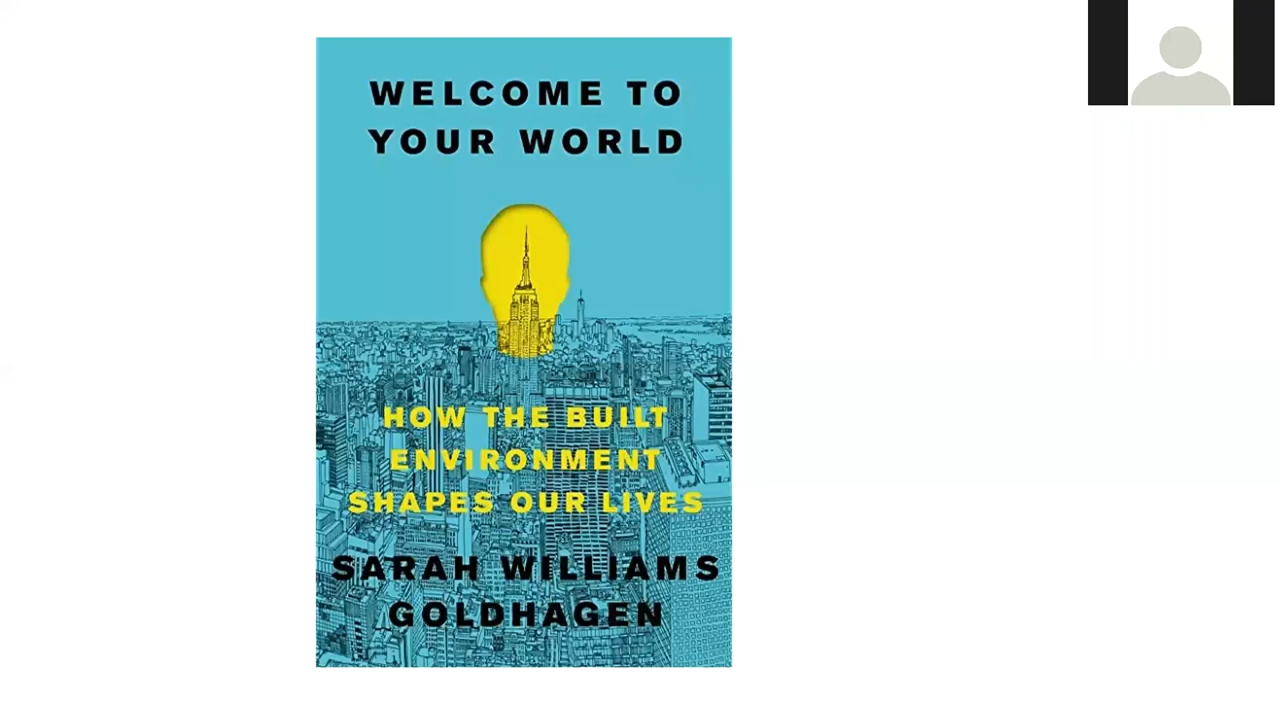 WELCOME TO
YOUR WORLD
HOW THE BUILT
ENVIRONMENT
SHAPES OUR LIVES
SARAH WILLIAMS
GOLDHAGEN